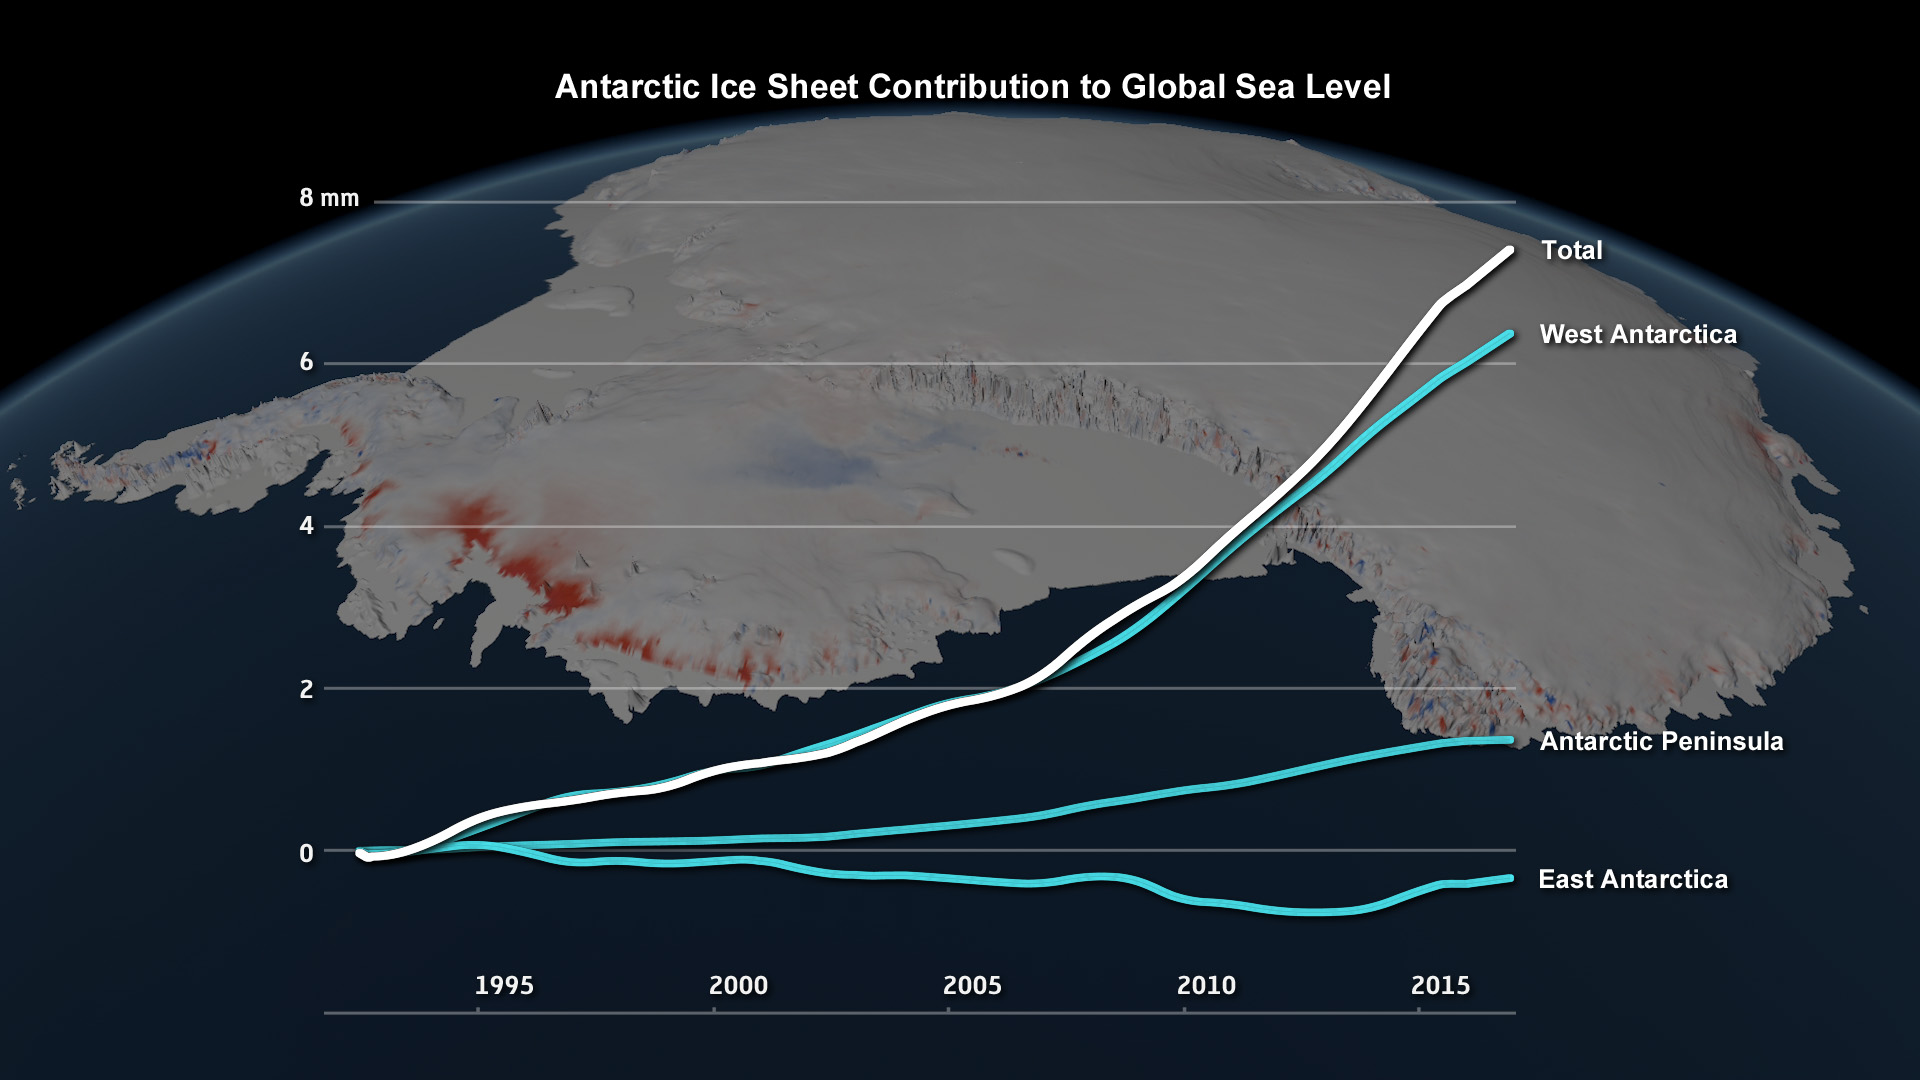 Antarctic Ice Sheet Contribution to Global Sea Level
8 mm
Total
West Antarctica
6
4
2
Antarctic Peninsula
0
East Antarctica
1995 2000 2005 2010 2015